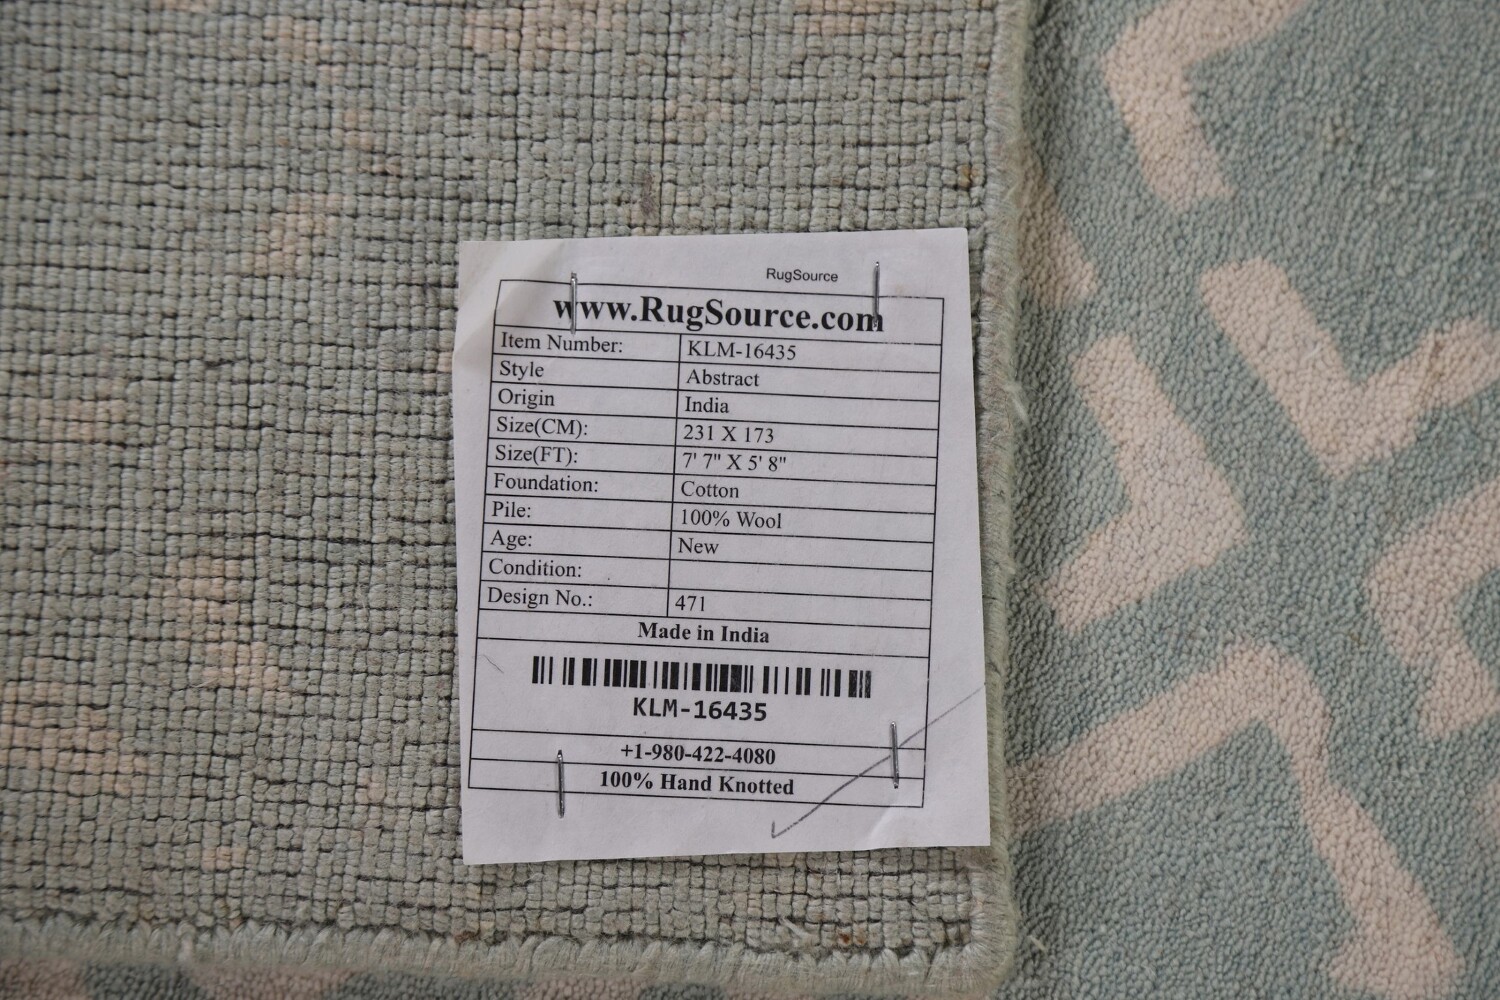 RugSource
www.RugSource.com
Item Number: KLM-16435
Style Abstract
Origin India
Size(CM): 231 X 173
Size(FT): 7' 7" X 5' 8"
Foundation: Cotton
Pile: 100% Wool
Age: New
Condition:
Design No.: 471
Made in India
KLM-16435
+1-980-422-4080
100% Hand Knotted